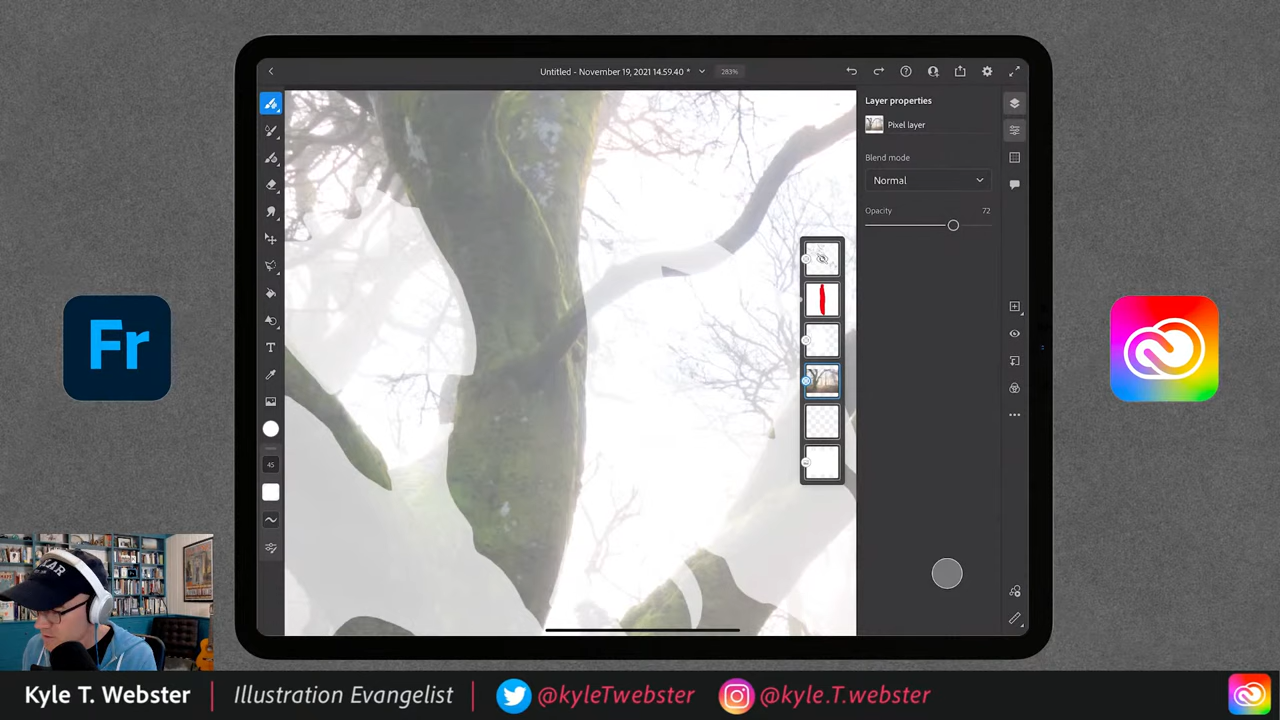 Untitled - November 19, 2021 14.59.40 *
283%
Layer properties
Pixel layer
Blend mode
Normal
Opacity
72
T
45
Fr
Kyle T. Webster
Illustration Evangelist
@kyleTwebster
@kyle.T.webster